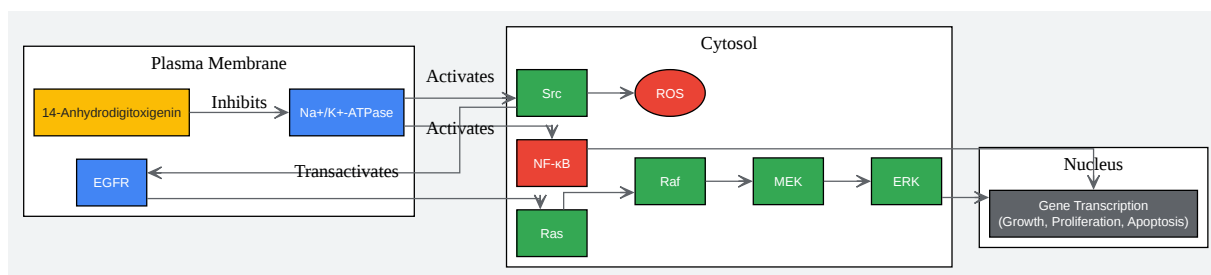 Plasma Membrane
14-Anhydrodigitoxigenin
Inhibits
Na+/K+-ATPase
Activates
Activates
EGFR
Transactivates
Cytosol
Src
ROS
NF-κB
Ras
Raf
MEK
ERK
Nucleus
Gene Transcription
(Growth, Proliferation, Apoptosis)